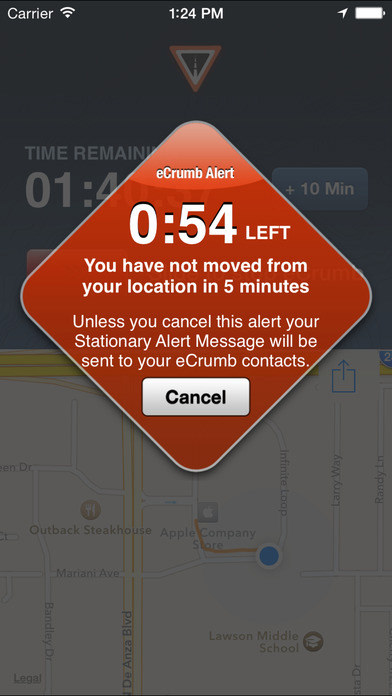 Carrier 1:24 PM
TIME REMAINI
eCrumb Alert
+ 10 Min
0:54 LEFT
You have not moved from
your location in 5 minutes
Unless you cancel this alert your
Stationary Alert Message will be
sent to your eCrumb contacts.
Cancel
Infinite Loop
Larry Way
Randy Ln
een Dr
Outback Steakhouse
Apple Company
Store
Mariani Ave
Bandley Dr
N De Anza Blvd
Lawson Middle
School
Legal